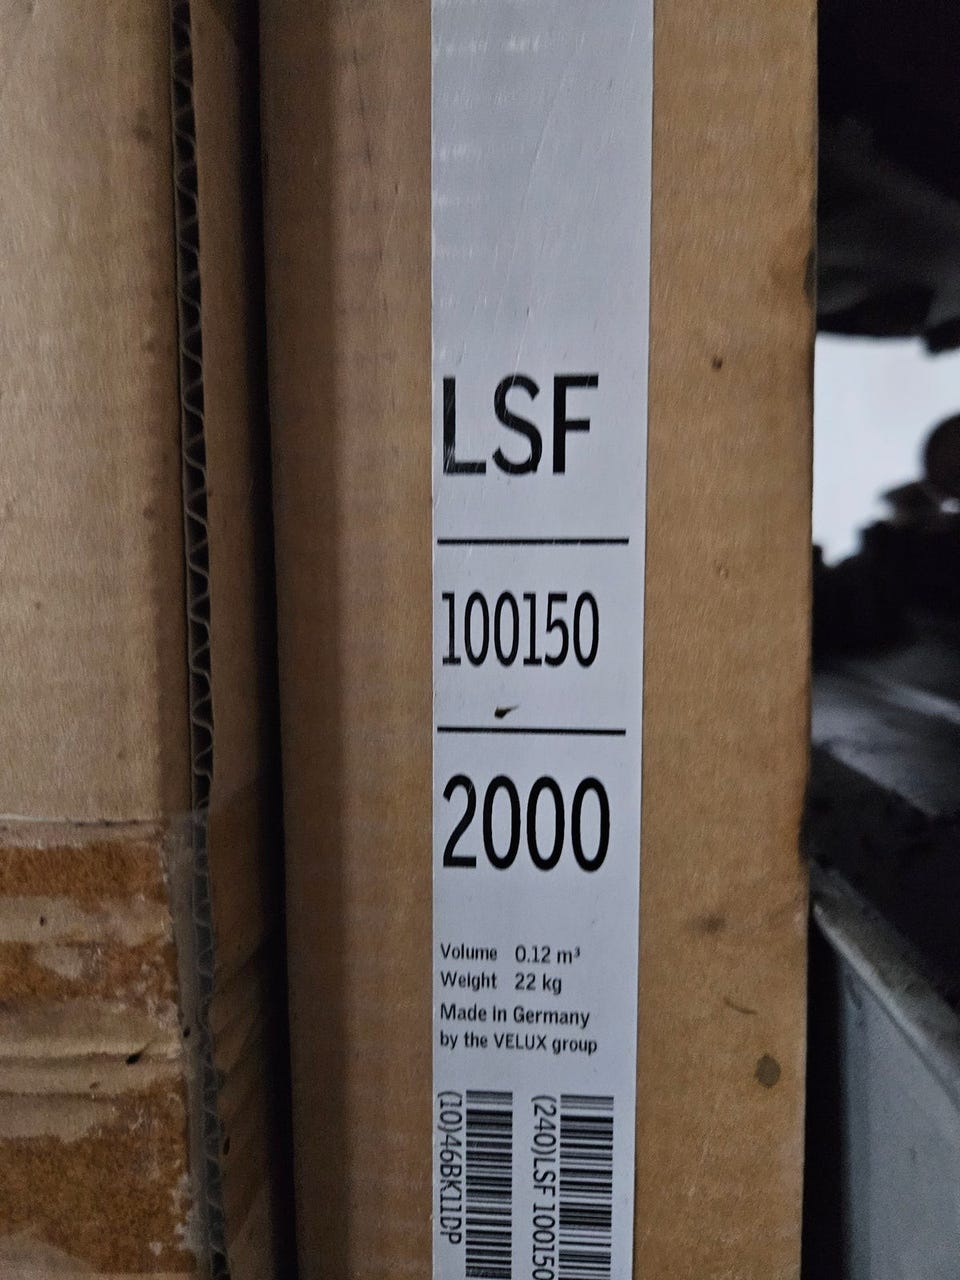 LSF
100150
2000
Volume 0.12 m³
Weight 22 kg
Made in Germany
by the VELUX group
(240)LSF 100150
(10)46BK11DP